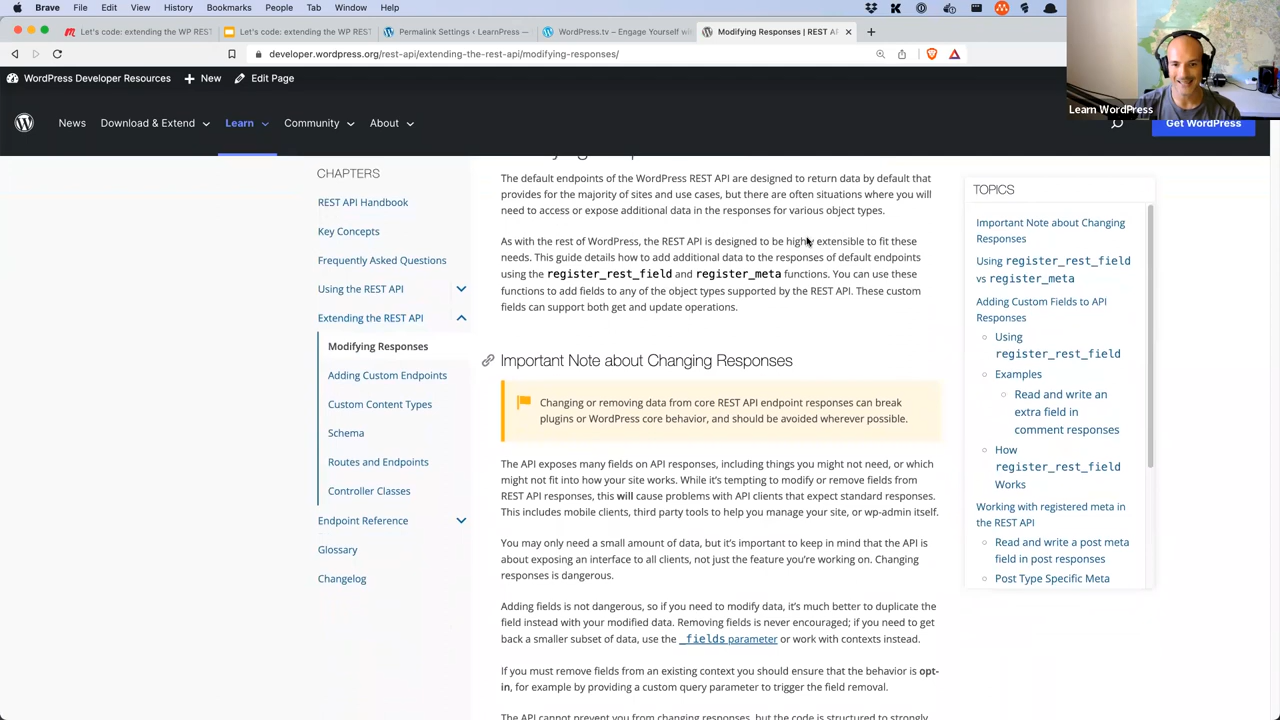 Brave File Edit View History Bookmarks People Tab Window Help
Let's code: extending the WP REST
Let's code: extending the WP REST
Permalink Settings ‹ LearnPress —
WordPress.tv — Engage Yourself wi
Modifying Responses | REST AP
developer.wordpress.org/rest-api/extending-the-rest-api/modifying-responses/
WordPress Developer Resources New Edit Page
Learn WordPress
News Download & Extend Learn Community About Get WordPress
CHAPTERS
REST API Handbook
Key Concepts
Frequently Asked Questions
Using the REST API
Extending the REST API
Modifying Responses
Adding Custom Endpoints
Custom Content Types
Schema
Routes and Endpoints
Controller Classes
Endpoint Reference
Glossary
Changelog
The default endpoints of the WordPress REST API are designed to return data by default that
provides for the majority of sites and use cases, but there are often situations where you will
need to access or expose additional data in the responses for various object types.
As with the rest of WordPress, the REST API is designed to be highly extensible to fit these
needs. This guide details how to add additional data to the responses of default endpoints
using the register_rest_field and register_meta functions. You can use these
functions to add fields to any of the object types supported by the REST API. These custom
fields can support both get and update operations.
Important Note about Changing Responses
Changing or removing data from core REST API endpoint responses can break
plugins or WordPress core behavior, and should be avoided wherever possible.
The API exposes many fields on API responses, including things you might not need, or which
might not fit into how your site works. While it's tempting to modify or remove fields from
REST API responses, this will cause problems with API clients that expect standard responses.
This includes mobile clients, third party tools to help you manage your site, or wp-admin itself.
You may only need a small amount of data, but it's important to keep in mind that the API is
about exposing an interface to all clients, not just the feature you're working on. Changing
responses is dangerous.
Adding fields is not dangerous, so if you need to modify data, it's much better to duplicate the
field instead with your modified data. Removing fields is never encouraged; if you need to get
back a smaller subset of data, use the _fields parameter or work with contexts instead.
If you must remove fields from an existing context you should ensure that the behavior is opt-
in, for example by providing a custom query parameter to trigger the field removal.
The API cannot prevent you from changing responses, but the code is structured to strongly
TOPICS
Important Note about Changing
Responses
Using register_rest_field
vs register_meta
Adding Custom Fields to API
Responses
Using
register_rest_field
Examples
Read and write an
extra field in
comment responses
How
register_rest_field
Works
Working with registered meta in
the REST API
Read and write a post meta
field in post responses
Post Type Specific Meta